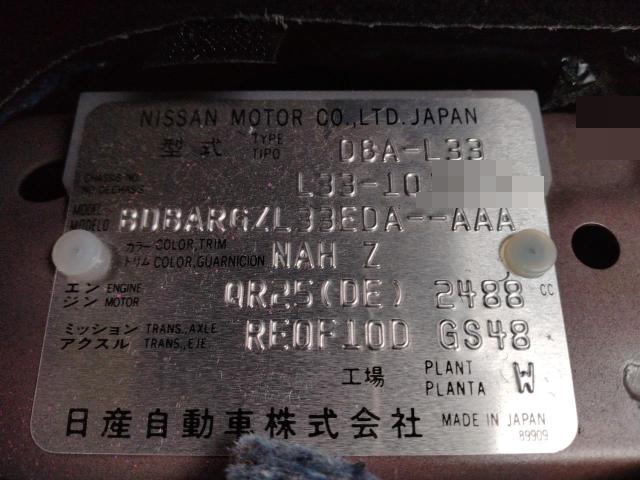 NISSAN MOTOR CO.,LTD. JAPAN
型式 TYPE TIPO DBA-L33
CHASSIS NO. NO DE CHASSIS L33-10
MODEL MODELO BDBARGZL33EDA--AAA
カラー COLOR,TRIM トリム COLOR,GUARNICION NAH Z
エンジン ENGINE MOTOR QR25(DE) 2488 CC
ミッション TRANS.,AXLE アクスル TRANS.,EJE RE0F10D GS48
工場 PLANT PLANTA W
日産自動車株式会社 MADE IN JAPAN
89909